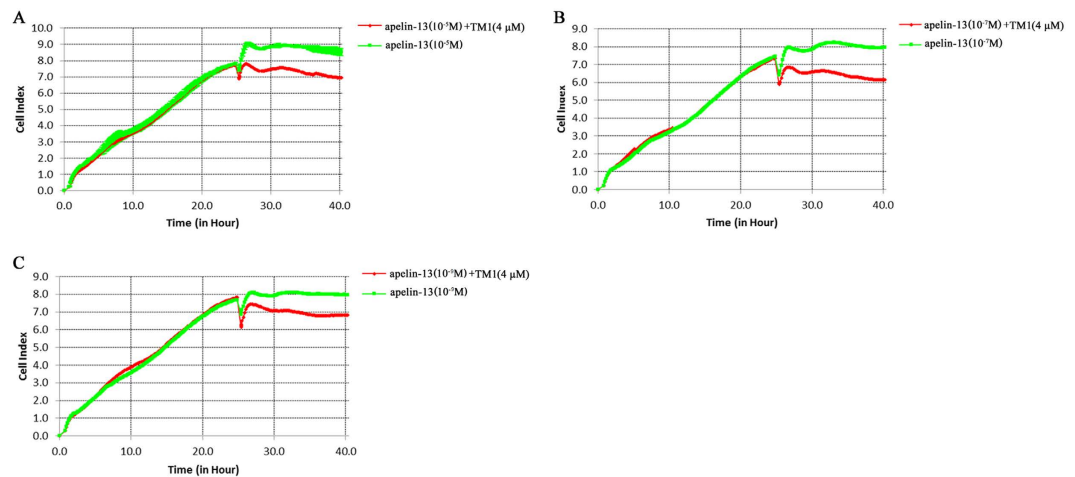 A
apelin-13(10⁻⁵M)+TM1(4 μM)
apelin-13(10⁻⁵M)
Cell Index
10.0
9.0
8.0
7.0
6.0
5.0
4.0
3.0
2.0
1.0
0.0
0.0 10.0 20.0 30.0 40.0
Time (in Hour)
B
apelin-13(10⁻⁷M)+TM1(4 μM)
apelin-13(10⁻⁷M)
Cell Index
9.0
8.0
7.0
6.0
5.0
4.0
3.0
2.0
1.0
0.0
0.0 10.0 20.0 30.0 40.0
Time (in Hour)
C
apelin-13(10⁻⁹M)+TM1(4 μM)
apelin-13(10⁻⁹M)
Cell Index
9.0
8.0
7.0
6.0
5.0
4.0
3.0
2.0
1.0
0.0
0.0 10.0 20.0 30.0 40.0
Time (in Hour)